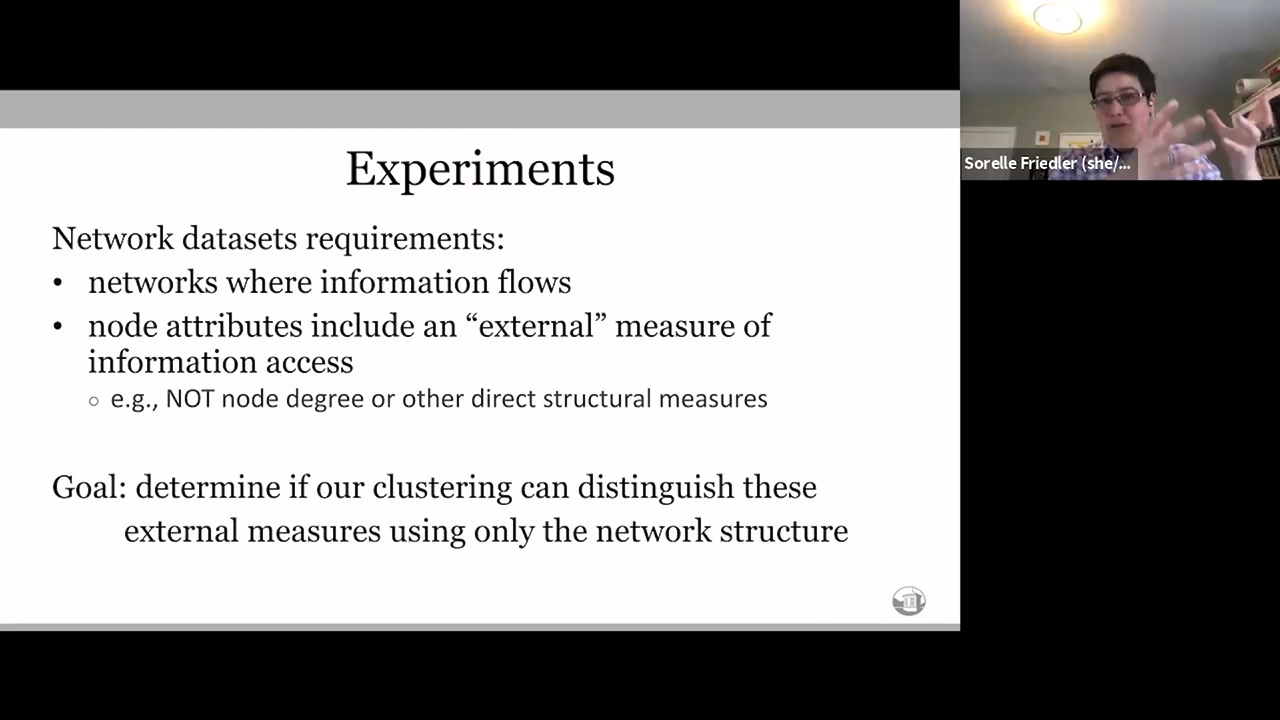 Experiments
Network datasets requirements:
• networks where information flows
• node attributes include an “external” measure of
information access
○ e.g., NOT node degree or other direct structural measures
Goal: determine if our clustering can distinguish these
external measures using only the network structure
Sorelle Friedler (she/...